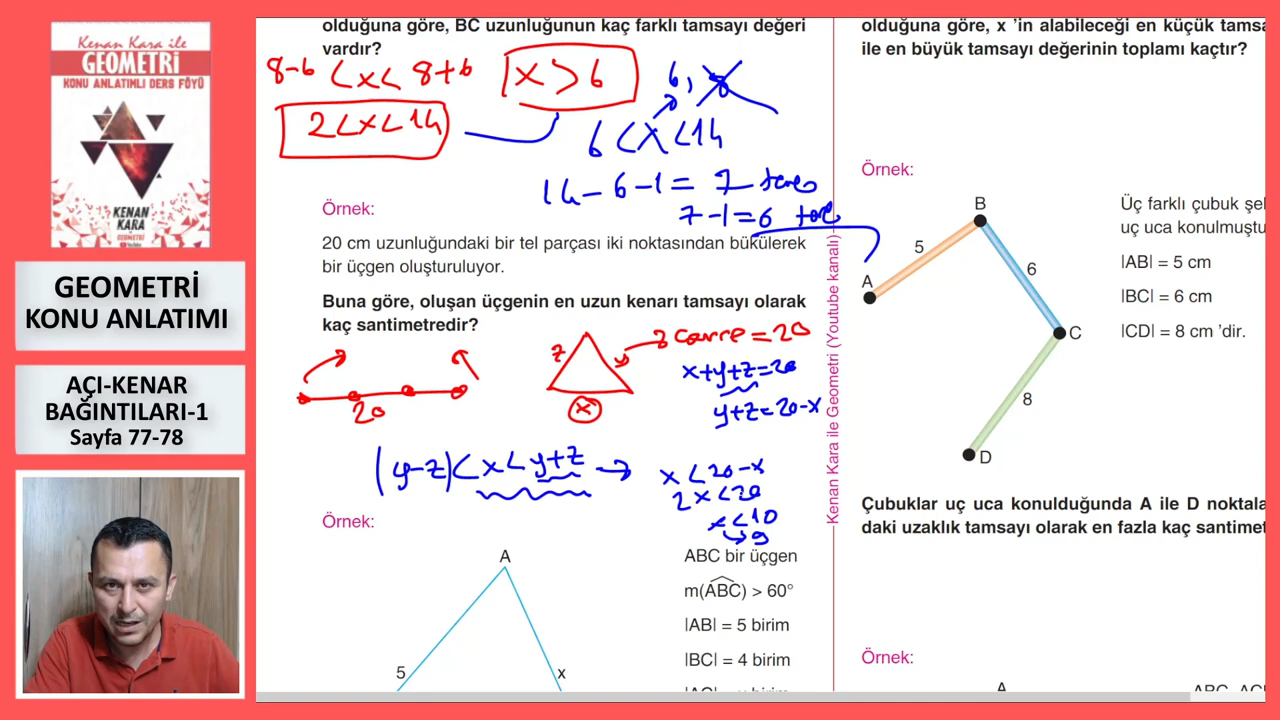 Kenan Kara ile
GEOMETRİ
KONU ANLATIMLI DERS FÖYÜ
KENAN
KARA
GEOMETRİ
GEOMETRİ
KONU ANLATIMI
AÇI-KENAR
BAĞINTILARI-1
Sayfa 77-78
olduğuna göre, BC uzunluğunun kaç farklı tamsayı değeri
vardır?
8-6 < x < 8+6
x > 6
6, 8
2 < x < 14
6 < x < 14
14 - 6 - 1 = 7 tane
7 - 1 = 6 tane
Örnek:
20 cm uzunluğundaki bir tel parçası iki noktasından bükülerek
bir üçgen oluşturuluyor.
Buna göre, oluşan üçgenin en uzun kenarı tamsayı olarak
kaç santimetredir?
20
z
x
y
Çevre = 20
x+y+z=20
y+z=20-x
|y-z| < x < y+z →
x < 20-x
2x < 20
x < 10
9
Örnek:
A
5
x
ABC bir üçgen
m(ABC) > 60°
|AB| = 5 birim
|BC| = 4 birim
Kenan Kara ile Geometri (Youtube kanalı)
olduğuna göre, x 'in alabileceği en küçük tamsa
ile en büyük tamsayı değerinin toplamı kaçtır?
Örnek:
B
5
A
6
C
8
D
Üç farklı çubuk şel
uç uca konulmuştu
|AB| = 5 cm
|BC| = 6 cm
|CD| = 8 cm 'dir.
Çubuklar uç uca konulduğunda A ile D noktala
daki uzaklık tamsayı olarak en fazla kaç santimet
Örnek:
A